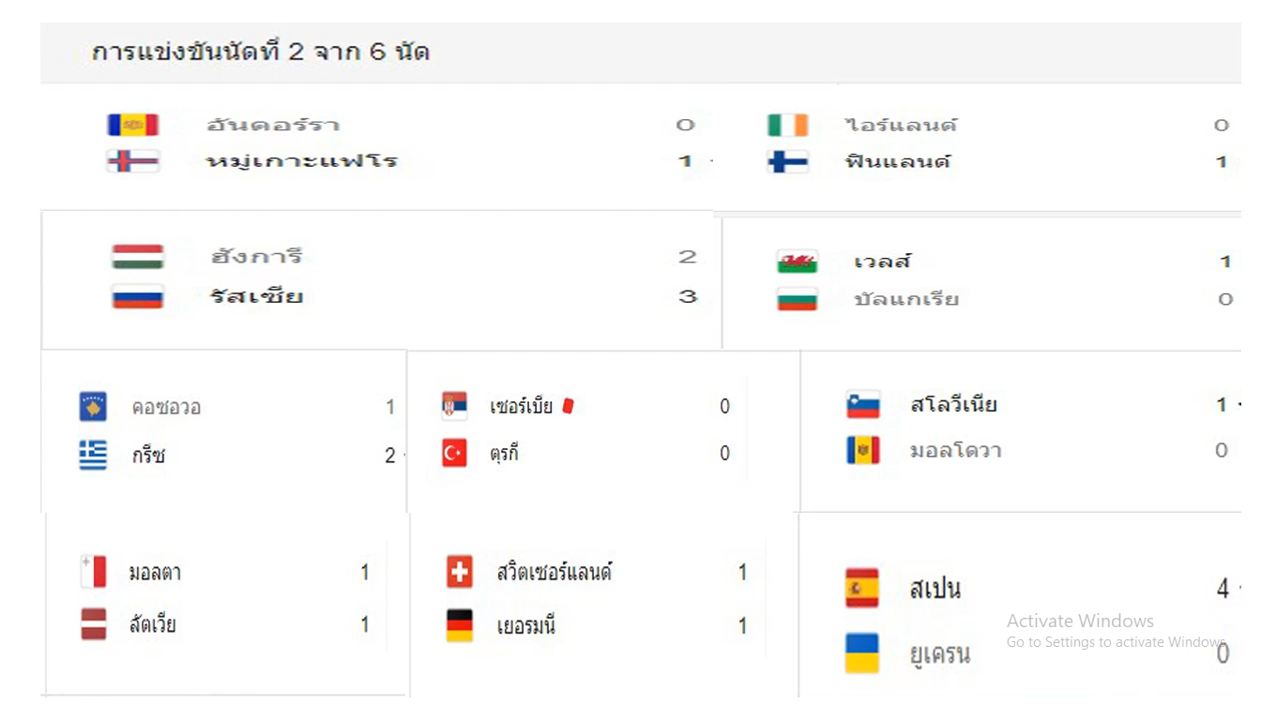 การแข่งขันนัดที่ 2 จาก 6 นัด
อันดอร์รา 0
หมู่เกาะแฟโร 1
ไอร์แลนด์ 0
ฟินแลนด์ 1
ฮังการี 2
รัสเซีย 3
เวลส์ 1
บัลแกเรีย 0
คอซอวอ 1
กรีซ 2
เซอร์เบีย 0
ตุรกี 0
สโลวีเนีย 1
มอลโดวา 0
มอลตา 1
ลัตเวีย 1
สวิตเซอร์แลนด์ 1
เยอรมนี 1
สเปน 4
ยูเครน 0
Activate Windows
Go to Settings to activate Windows.